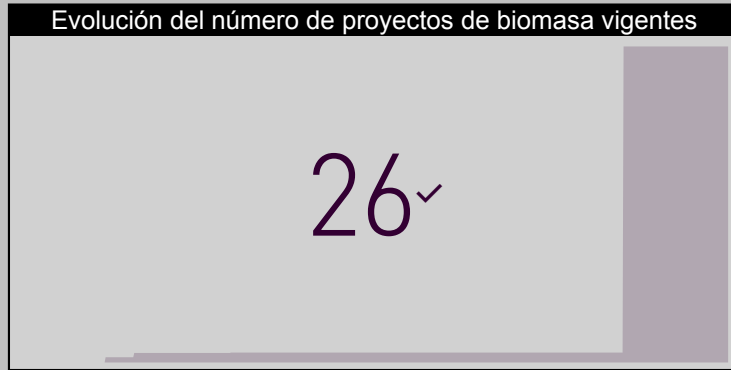 Evolución del número de proyectos de biomasa vigentes
26